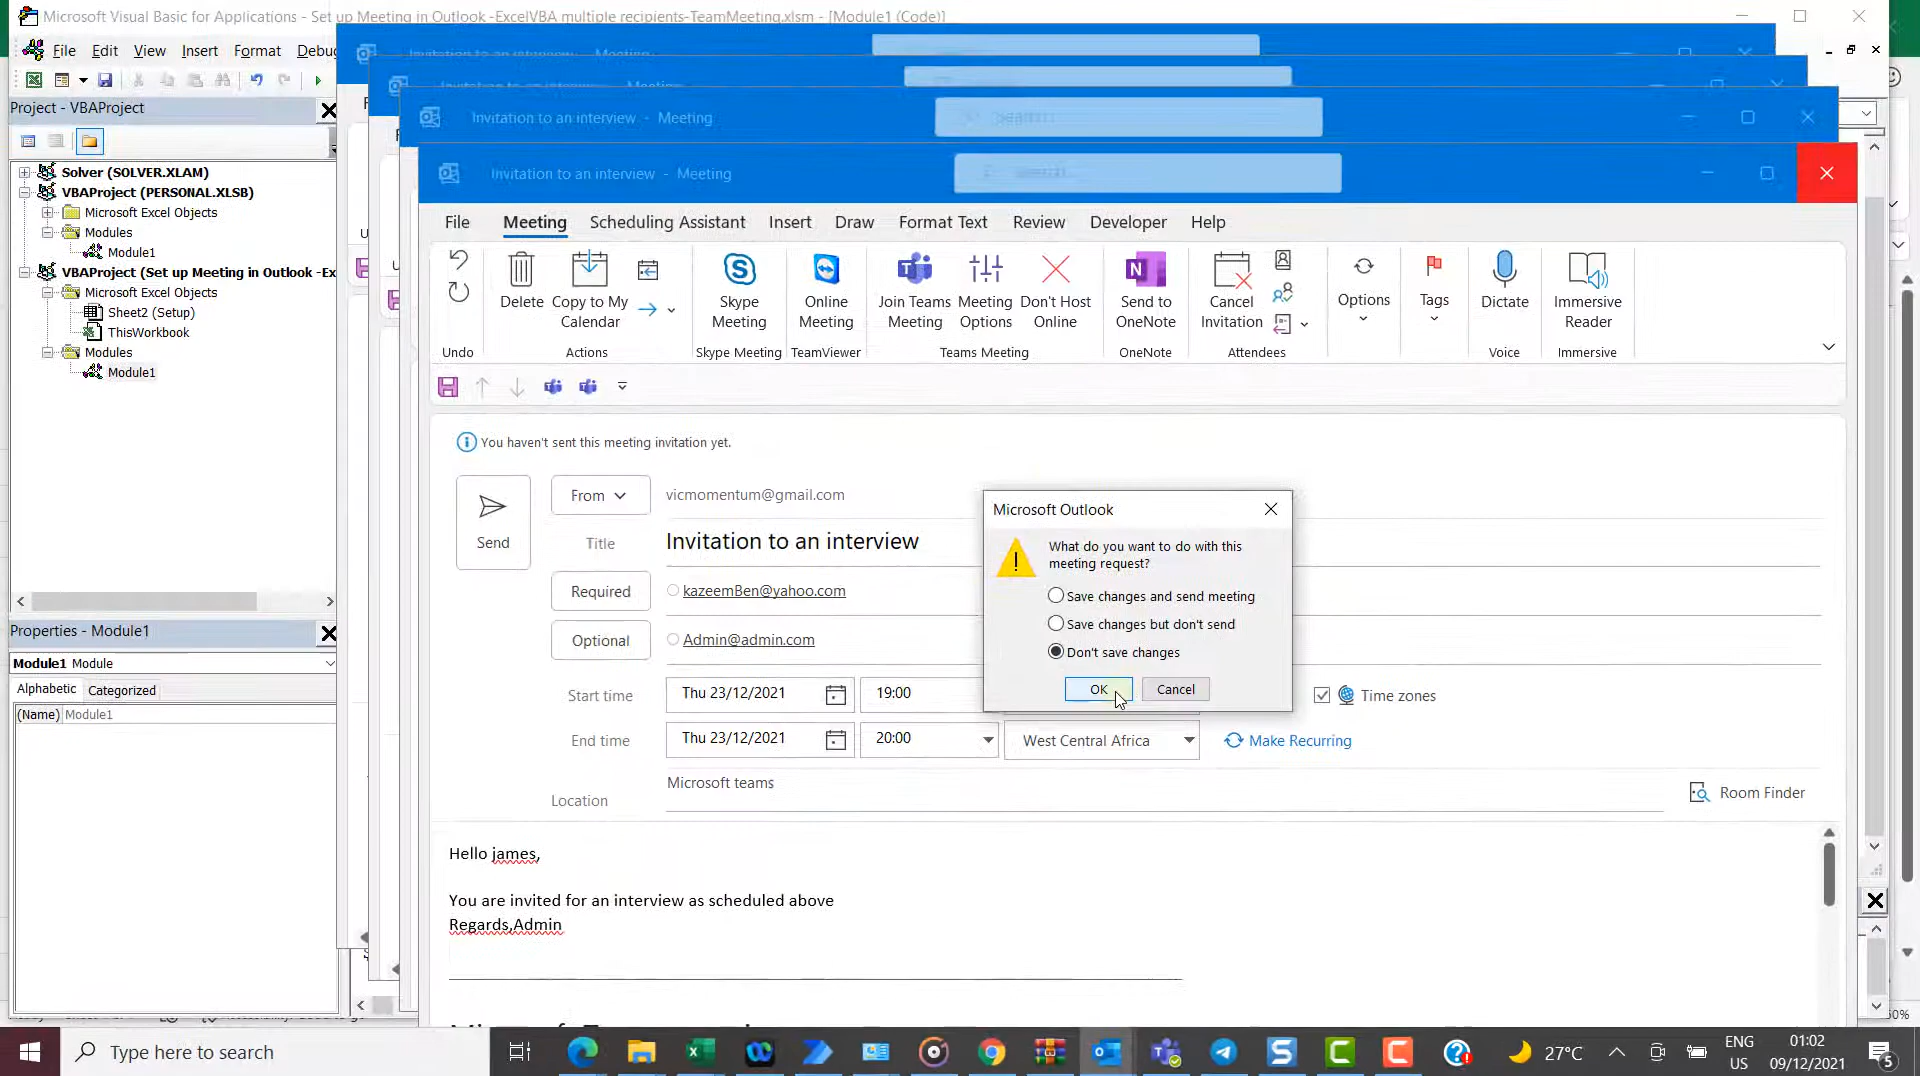 Microsoft Visual Basic for Applications - Set up Meeting in Outlook -ExcelVBA multiple recipients-TeamMeeting.xlsm - [Module1 (Code)]
File Edit View Insert Format Debug
Project - VBAProject
Solver (SOLVER.XLAM)
VBAProject (PERSONAL.XLSB)
Microsoft Excel Objects
Modules
Module1
VBAProject (Set up Meeting in Outlook -Ex
Microsoft Excel Objects
Sheet2 (Setup)
ThisWorkbook
Modules
Module1
Properties - Module1
Module1 Module
Alphabetic Categorized
(Name) Module1
Invitation to an interview - Meeting
Invitation to an interview - Meeting
File Meeting Scheduling Assistant Insert Draw Format Text Review Developer Help
Undo
Delete
Copy to My Calendar
Actions
Skype Meeting
Skype Meeting
Online Meeting
TeamViewer
Join Teams Meeting
Meeting Options
Don't Host Online
Teams Meeting
Send to OneNote
OneNote
Cancel Invitation
Attendees
Options
Tags
Dictate
Voice
Immersive Reader
Immersive
You haven't sent this meeting invitation yet.
Send
From vicmomentum@gmail.com
Title Invitation to an interview
Required kazeemBen@yahoo.com
Optional Admin@admin.com
Start time Thu 23/12/2021 19:00
Time zones
End time Thu 23/12/2021 20:00 West Central Africa Make Recurring
Location Microsoft teams
Room Finder
Microsoft Outlook
What do you want to do with this
meeting request?
Save changes and send meeting
Save changes but don't send
Don't save changes
OK Cancel
Hello james,
You are invited for an interview as scheduled above
Regards,Admin
Type here to search
27°C
ENG
US
01:02
09/12/2021
5